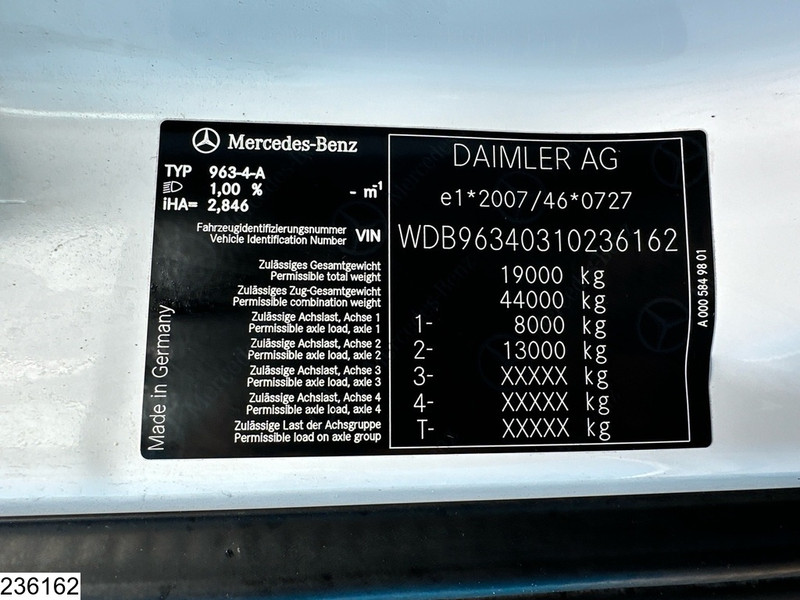 Mercedes-Benz
TYP 963-4-A
1,00 % - m⁻¹
iHA= 2,846
Fahrzeugidentifizierungsnummer
Vehicle Identification Number VIN
Zulässiges Gesamtgewicht
Permissible total weight
Zulässiges Zug-Gesamtgewicht
Permissible combination weight
Zulässige Achslast, Achse 1
Permissible axle load, axle 1
Zulässige Achslast, Achse 2
Permissible axle load, axle 2
Zulässige Achslast, Achse 3
Permissible axle load, axle 3
Zulässige Achslast, Achse 4
Permissible axle load, axle 4
Zulässige Last der Achsgruppe
Permissible load on axle group
Made in Germany
DAIMLER AG
e1*2007/46*0727
WDB96340310236162
19000 kg
44000 kg
1- 8000 kg
2- 13000 kg
3- XXXXX kg
4- XXXXX kg
T- XXXXX kg
A 000 584 98 01
236162